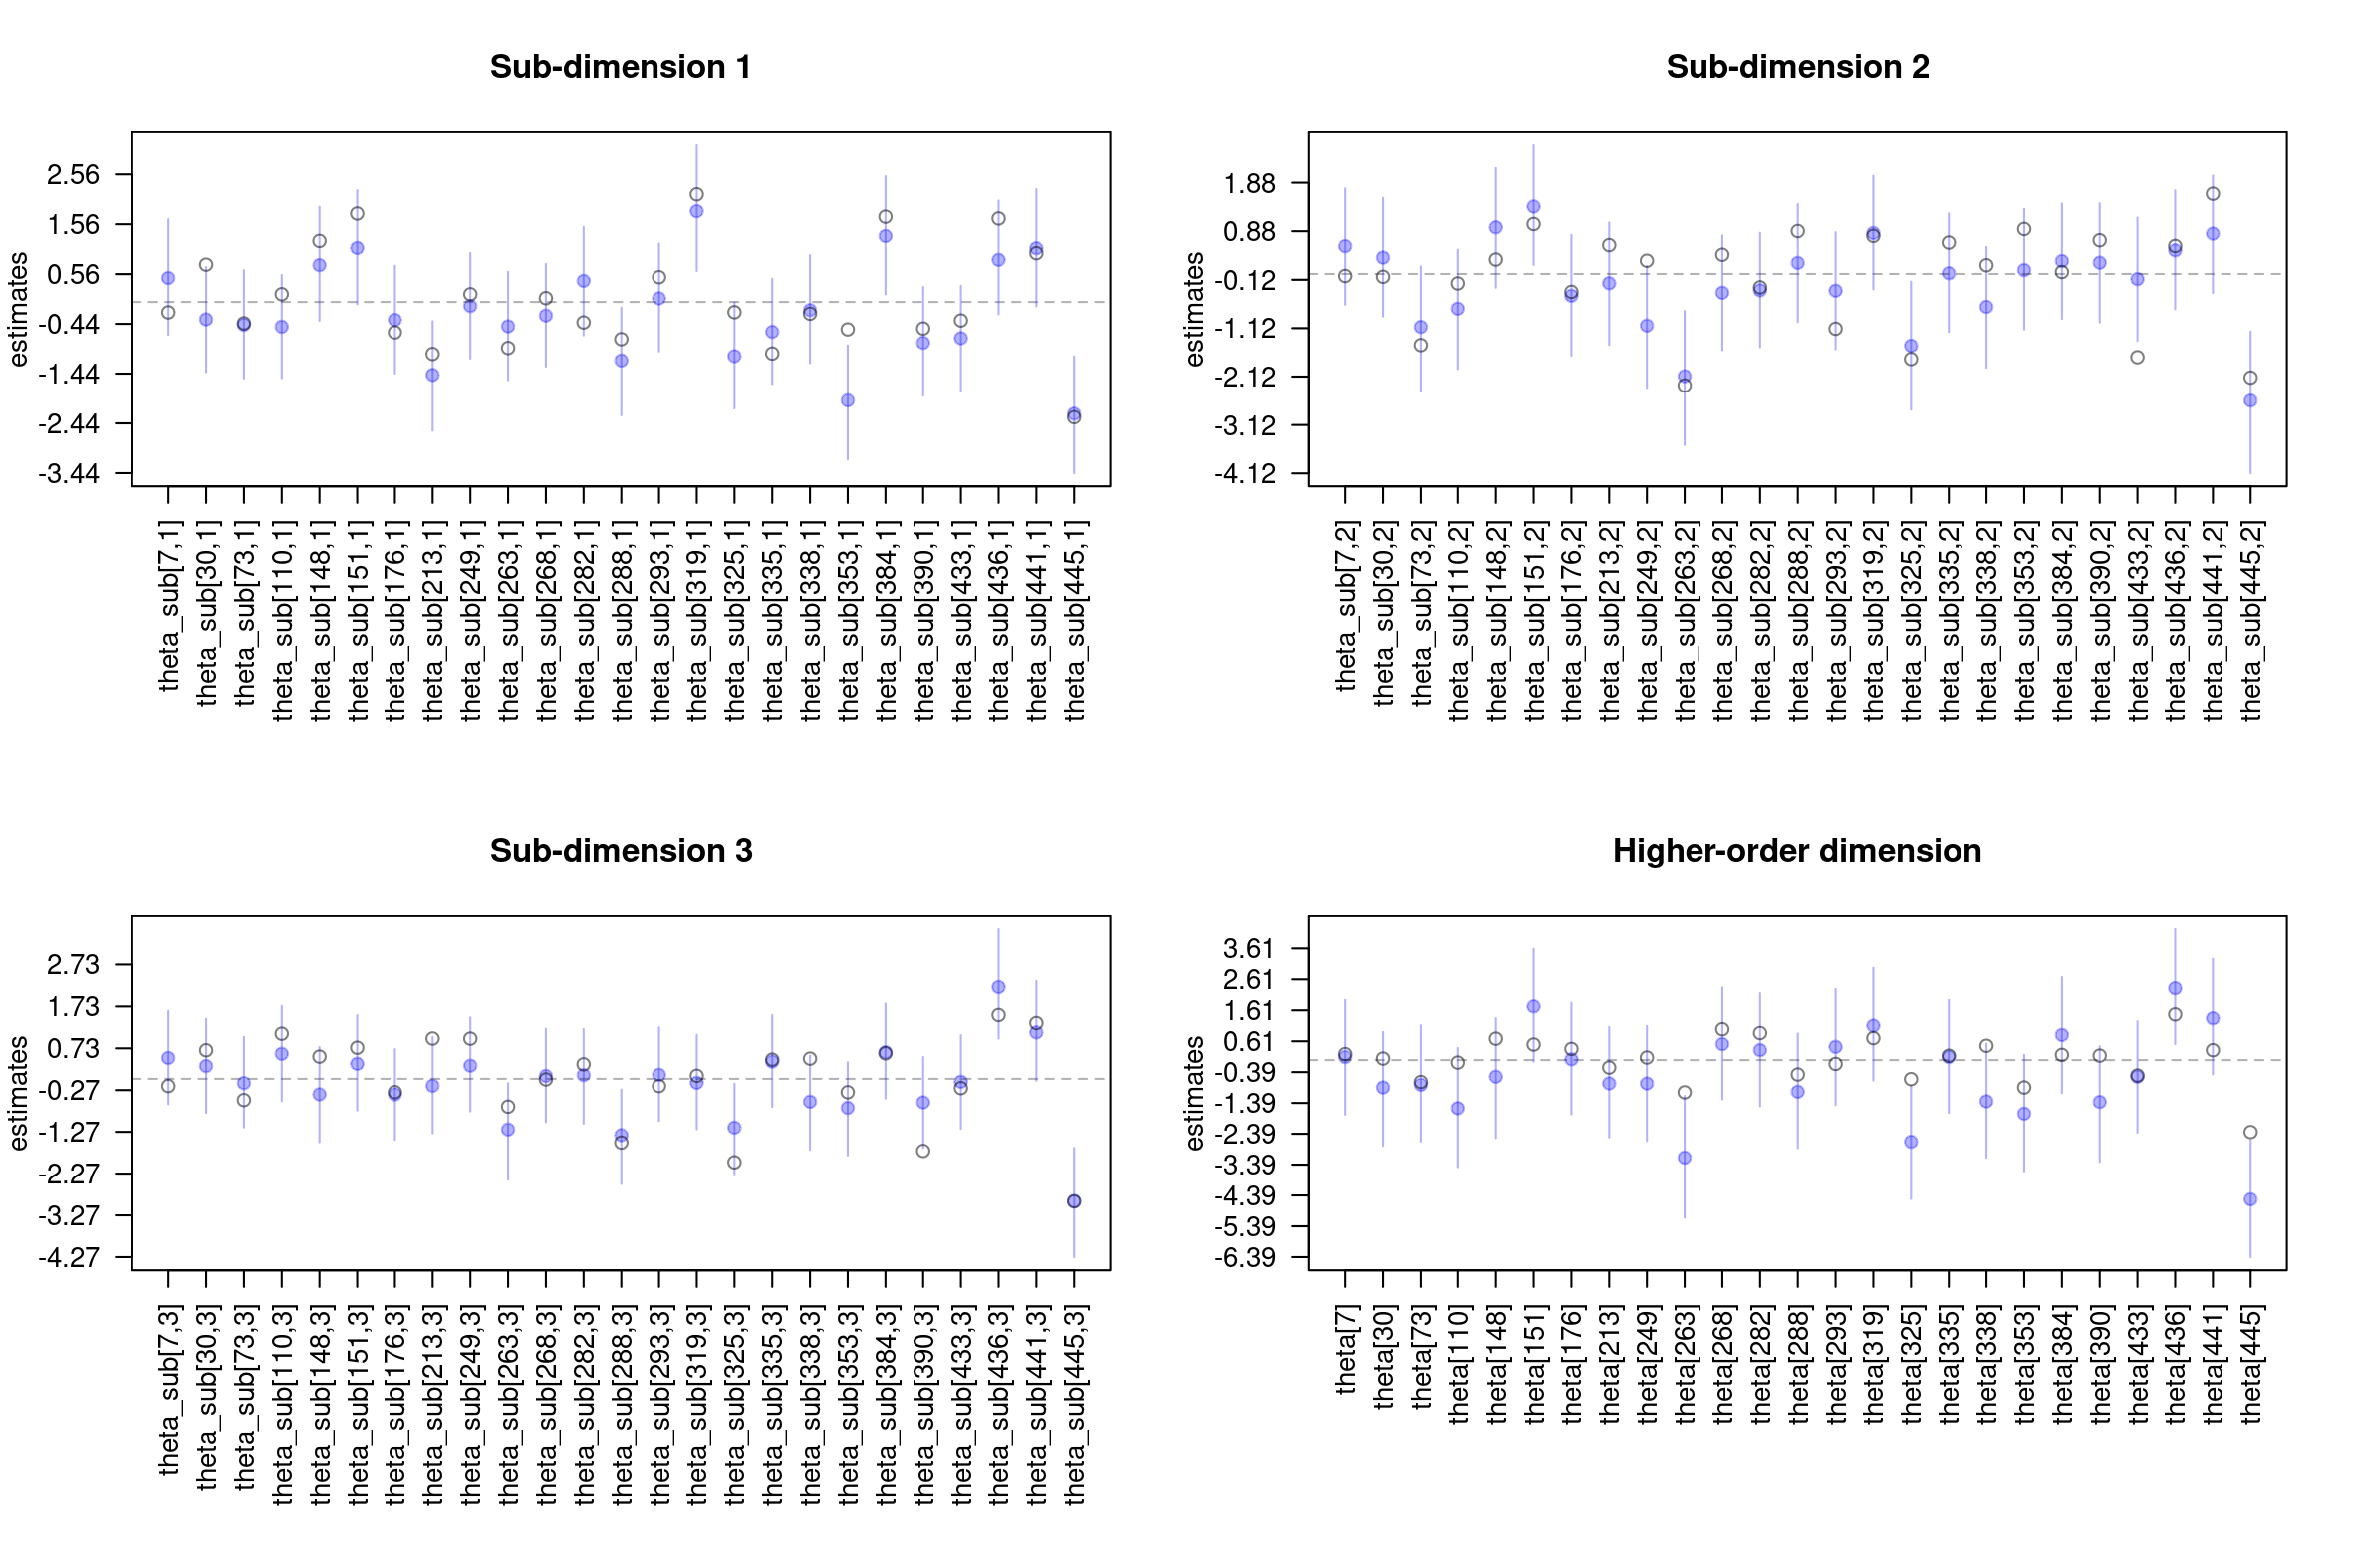 Sub-dimension 1
estimates
2.56
1.56
0.56
-0.44
-1.44
-2.44
-3.44
theta_sub[7,1]
theta_sub[30,1]
theta_sub[73,1]
theta_sub[110,1]
theta_sub[148,1]
theta_sub[151,1]
theta_sub[176,1]
theta_sub[213,1]
theta_sub[249,1]
theta_sub[263,1]
theta_sub[268,1]
theta_sub[282,1]
theta_sub[288,1]
theta_sub[293,1]
theta_sub[319,1]
theta_sub[325,1]
theta_sub[335,1]
theta_sub[338,1]
theta_sub[353,1]
theta_sub[384,1]
theta_sub[390,1]
theta_sub[433,1]
theta_sub[436,1]
theta_sub[441,1]
theta_sub[445,1]
Sub-dimension 2
estimates
1.88
0.88
-0.12
-1.12
-2.12
-3.12
-4.12
theta_sub[7,2]
theta_sub[30,2]
theta_sub[73,2]
theta_sub[110,2]
theta_sub[148,2]
theta_sub[151,2]
theta_sub[176,2]
theta_sub[213,2]
theta_sub[249,2]
theta_sub[263,2]
theta_sub[268,2]
theta_sub[282,2]
theta_sub[288,2]
theta_sub[293,2]
theta_sub[319,2]
theta_sub[325,2]
theta_sub[335,2]
theta_sub[338,2]
theta_sub[353,2]
theta_sub[384,2]
theta_sub[390,2]
theta_sub[433,2]
theta_sub[436,2]
theta_sub[441,2]
theta_sub[445,2]
Sub-dimension 3
estimates
2.73
1.73
0.73
-0.27
-1.27
-2.27
-3.27
-4.27
theta_sub[7,3]
theta_sub[30,3]
theta_sub[73,3]
theta_sub[110,3]
theta_sub[148,3]
theta_sub[151,3]
theta_sub[176,3]
theta_sub[213,3]
theta_sub[249,3]
theta_sub[263,3]
theta_sub[268,3]
theta_sub[282,3]
theta_sub[288,3]
theta_sub[293,3]
theta_sub[319,3]
theta_sub[325,3]
theta_sub[335,3]
theta_sub[338,3]
theta_sub[353,3]
theta_sub[384,3]
theta_sub[390,3]
theta_sub[433,3]
theta_sub[436,3]
theta_sub[441,3]
theta_sub[445,3]
Higher-order dimension
estimates
3.61
2.61
1.61
0.61
-0.39
-1.39
-2.39
-3.39
-4.39
-5.39
-6.39
theta[7]
theta[30]
theta[73]
theta[110]
theta[148]
theta[151]
theta[176]
theta[213]
theta[249]
theta[263]
theta[268]
theta[282]
theta[288]
theta[293]
theta[319]
theta[325]
theta[335]
theta[338]
theta[353]
theta[384]
theta[390]
theta[433]
theta[436]
theta[441]
theta[445]